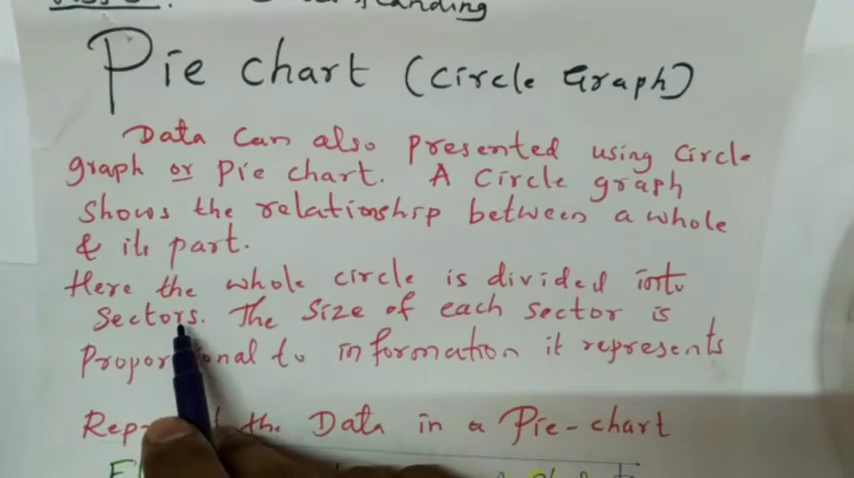 Pie chart (Circle Graph)
Data Can also presented using Circle
graph or Pie chart. A Circle graph
Shows the relationship between a whole
& its part.
Here the whole circle is divided into
Sectors. The Size of each Sector is
to information it represents
the Data in a Pie-chart